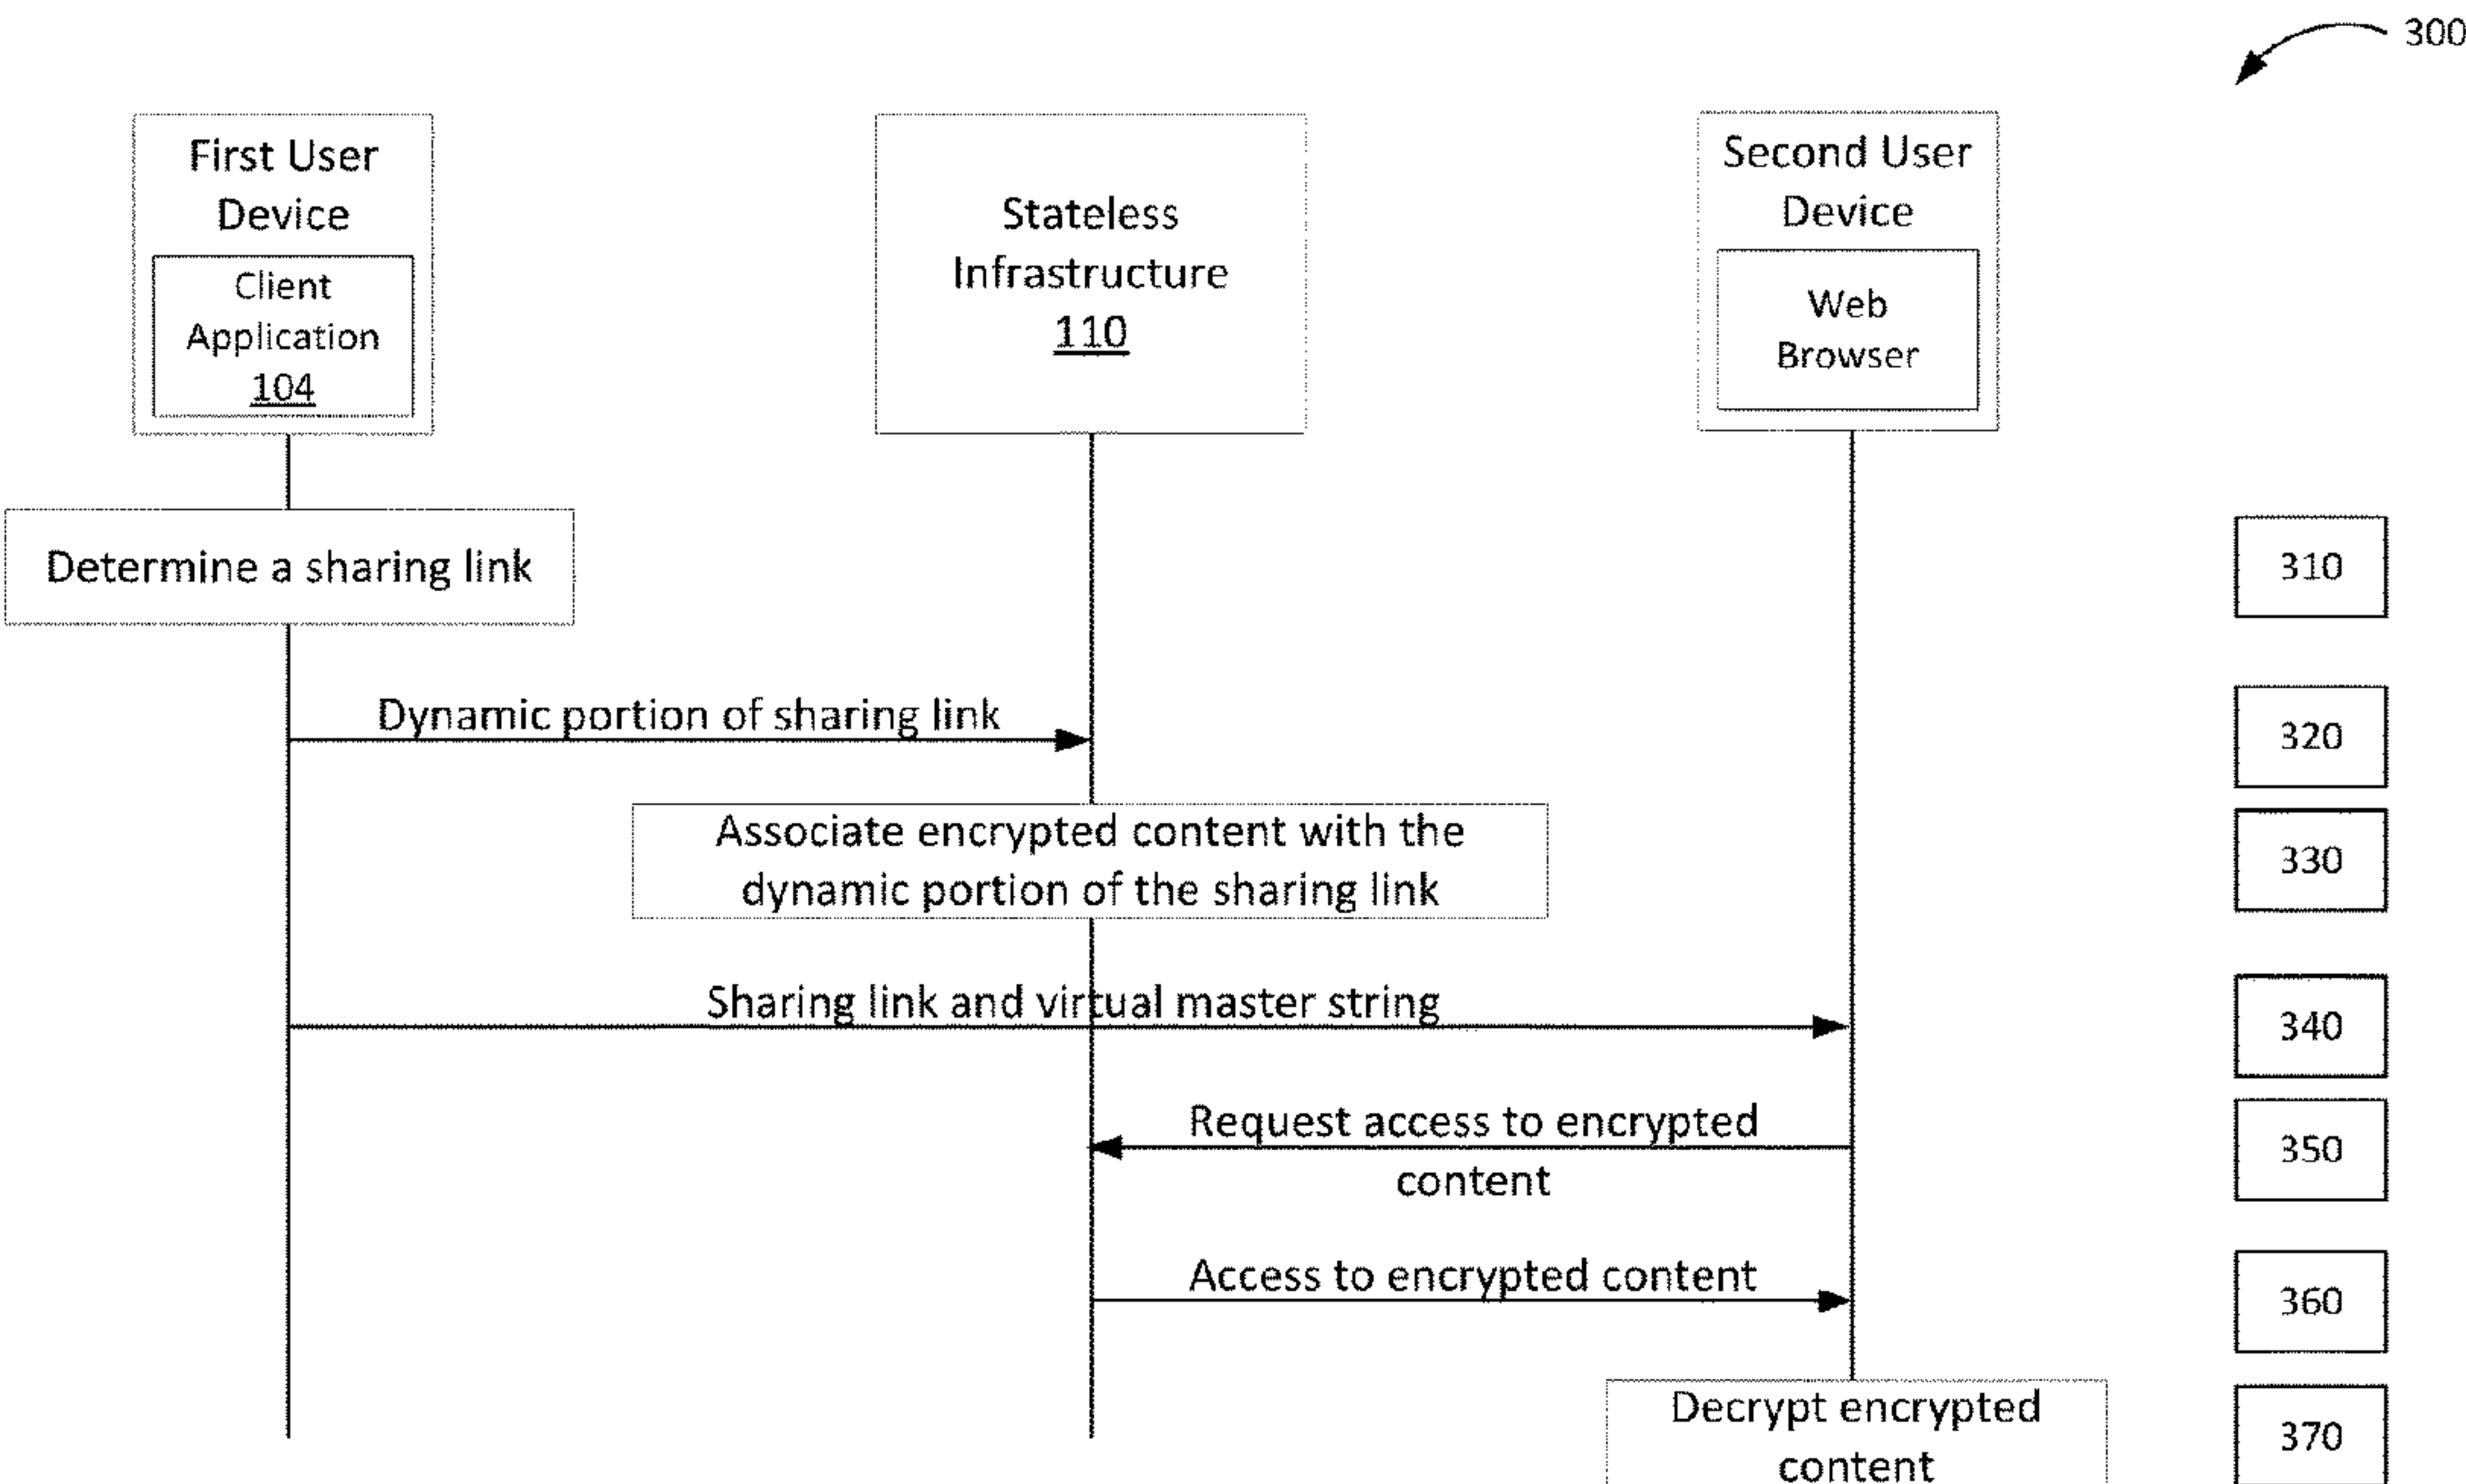 300
First User
Device
Client
Application
104
Stateless
Infrastructure
110
Second User
Device
Web
Browser
Determine a sharing link
310
Dynamic portion of sharing link
320
Associate encrypted content with the
dynamic portion of the sharing link
330
Sharing link and virtual master string
340
Request access to encrypted
content
350
Access to encrypted content
360
Decrypt encrypted
content
370